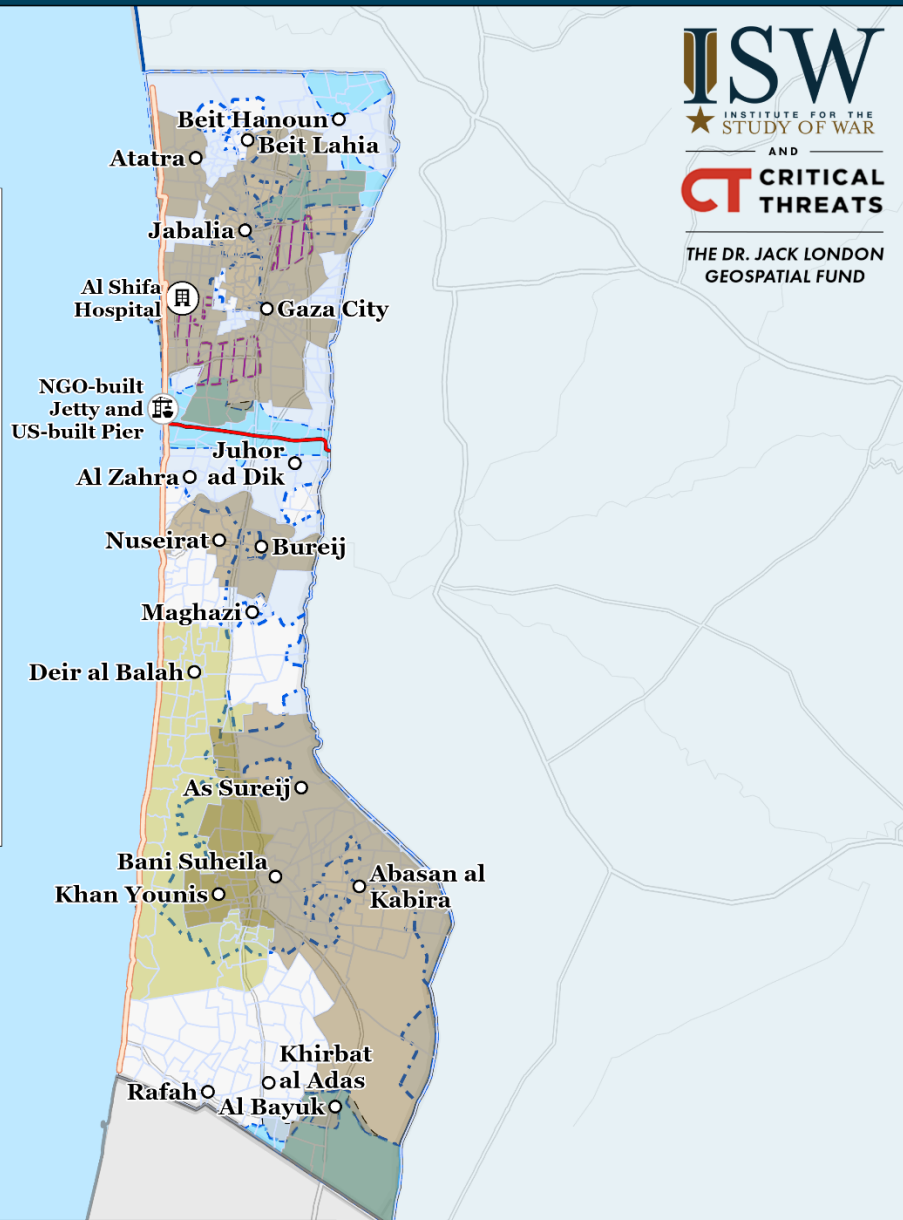 ISW
INSTITUTE FOR THE
STUDY OF WAR
AND
CT CRITICAL
THREATS
THE DR. JACK LONDON
GEOSPATIAL FUND
Beit Hanoun
Beit Lahia
Atatra
Jabalia
Al Shifa
Hospital
Gaza City
NGO-built
Jetty and
US-built Pier
Juhor
ad Dik
Al Zahra
Nuseirat
Bureij
Maghazi
Deir al Balah
As Sureij
Bani Suheila
Abasan al
Kabira
Khan Younis
Khirbat
al Adas
Rafah
Al Bayuk